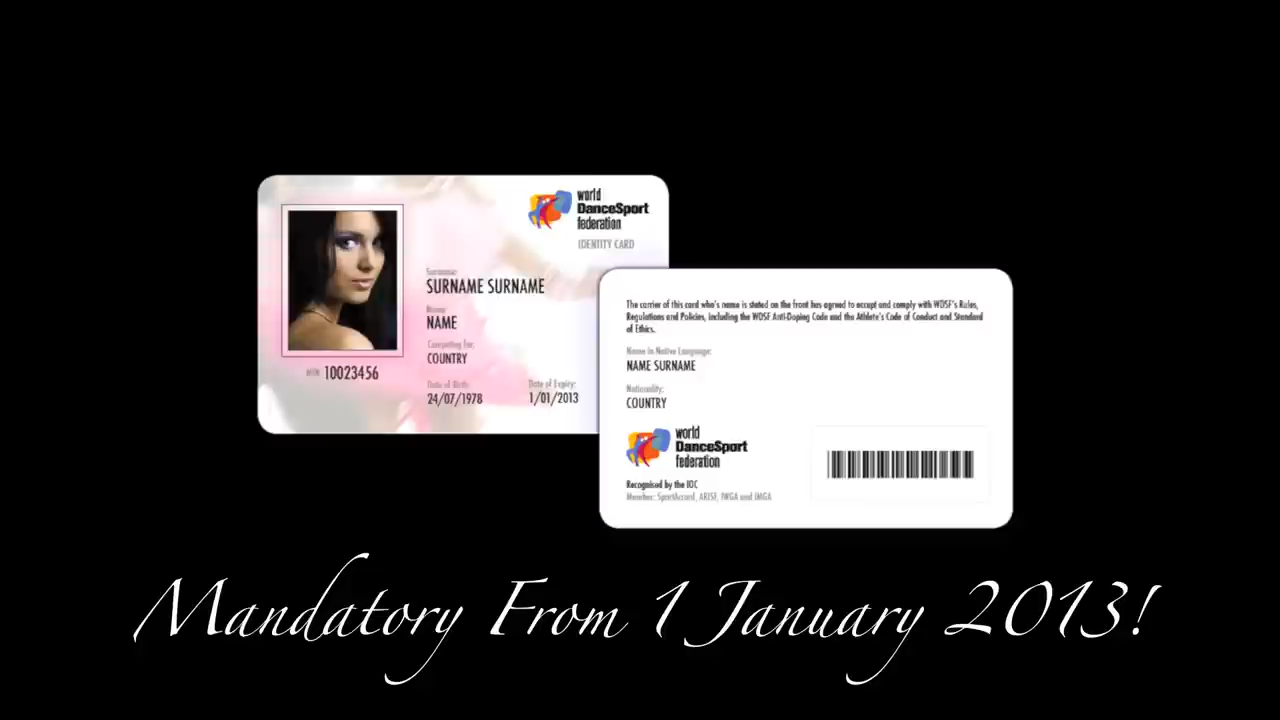 world
DanceSport
federation
IDENTITY CARD
Surname:
SURNAME SURNAME
Name
NAME
Competing for:
COUNTRY
MIN 10023456
Date of Birth:
24/07/1978
Date of Expiry:
1/01/2013
The carrier of this card who's name is stated on the front has agreed to accept and comply with WDSF's Rules,
Regulations and Policies, including the WDSF Anti-Doping Code and the Athlete's Code of Conduct and Standard
of Ethics.
Name in Native Language:
NAME SURNAME
Nationality:
COUNTRY
world
DanceSport
federation
Recognised by the IOC
Member: SportAccord, ARISF, IWGA and IMGA
Mandatory From 1 January 2013!